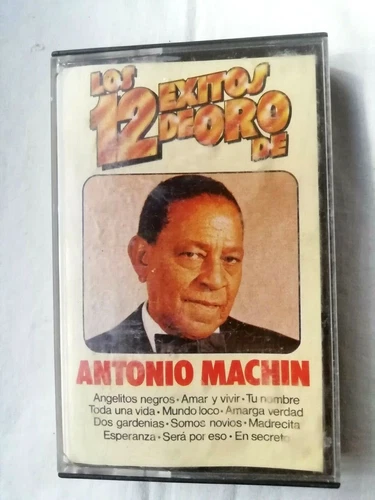 LOS
12 EXITOS
DE ORO
DE
ANTONIO MACHIN
Angelitos negros · Amar y vivir · Tu nombre
Toda una vida · Mundo loco · Amarga verdad
Dos gardenias · Somos novios · Madrecita
Esperanza · Será por eso · En secreto